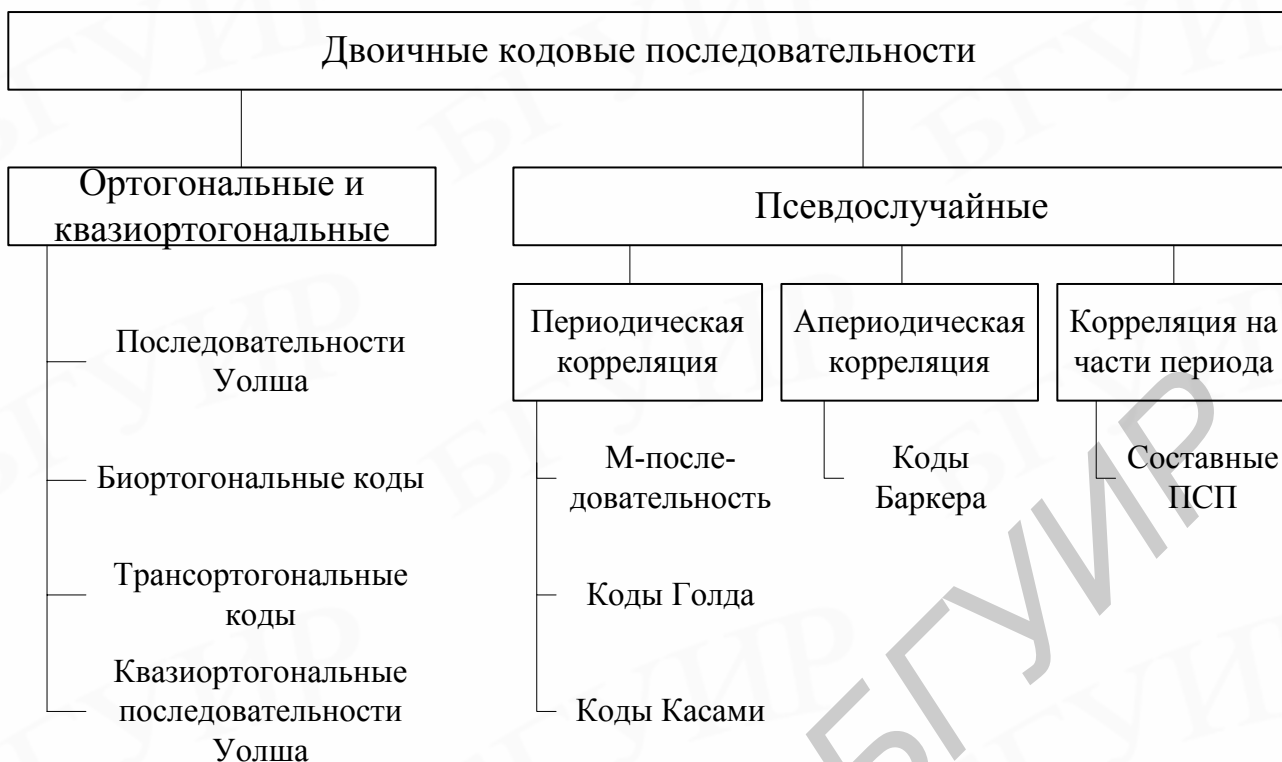 Двоичные кодовые последовательности
Ортогональные и
квазиортогональные
Последовательности
Уолша
Биортогональные коды
Трансортогональные
коды
Квазиортогональные
последовательности
Уолша
Псевдослучайные
Периодическая
корреляция
М-после-
довательность
Коды Голда
Коды Касами
Апериодическая
корреляция
Коды
Баркера
Корреляция на
части периода
Составные
ПСП
БГУИР